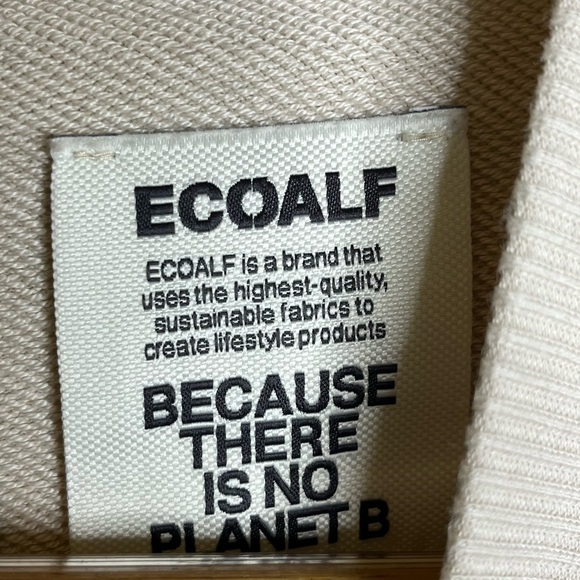 ECOALF
ECOALF is a brand that
uses the highest-quality,
sustainable fabrics to
create lifestyle products
BECAUSE
THERE
IS NO
PLANET B